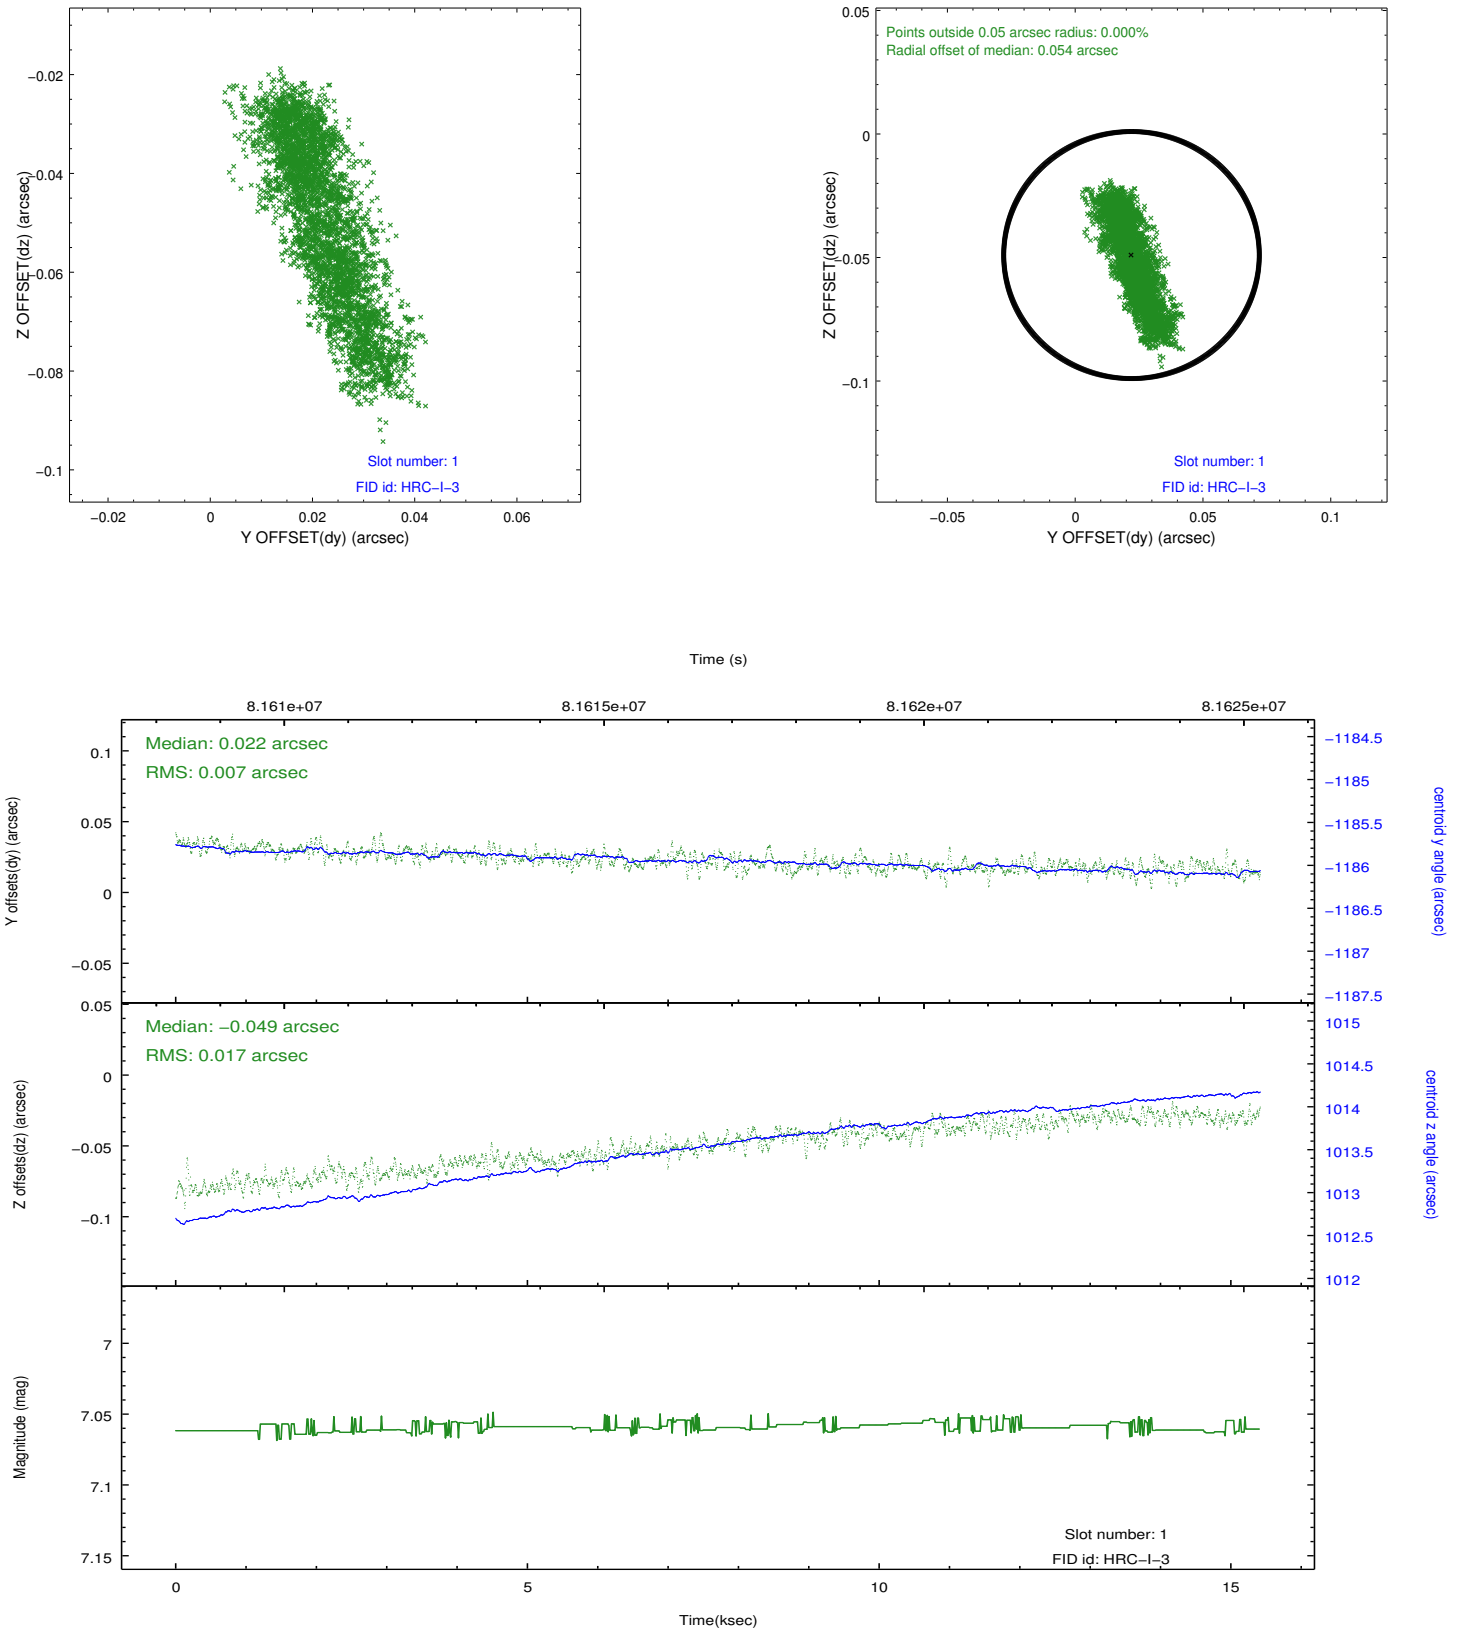 −0.02
−0.04
−0.06
−0.08
−0.1
Z OFFSET(dz) (arcsec)
Slot number: 1
FID id: HRC−I−3
−0.02 0 0.02 0.04 0.06
Y OFFSET(dy) (arcsec)
0.05
0
−0.05
−0.1
Z OFFSET(dz) (arcsec)
Points outside 0.05 arcsec radius: 0.000%
Radial offset of median: 0.054 arcsec
Slot number: 1
FID id: HRC−I−3
−0.05 0 0.05 0.1
Y OFFSET(dy) (arcsec)
Time (s)
8.161e+07 8.1615e+07 8.162e+07 8.1625e+07
Median: 0.022 arcsec
RMS: 0.007 arcsec
0.1
0.05
0
−0.05
Y offsets(dy) (arcsec)
−1184.5
−1185
−1185.5
−1186
−1186.5
−1187
−1187.5
centroid y angle (arcsec)
Median: −0.049 arcsec
RMS: 0.017 arcsec
0.05
0
−0.05
−0.1
Z offsets(dz) (arcsec)
1015
1014.5
1014
1013.5
1013
1012.5
1012
centroid z angle (arcsec)
7
7.05
7.1
7.15
Magnitude (mag)
Slot number: 1
FID id: HRC−I−3
0 5 10 15
Time(ksec)